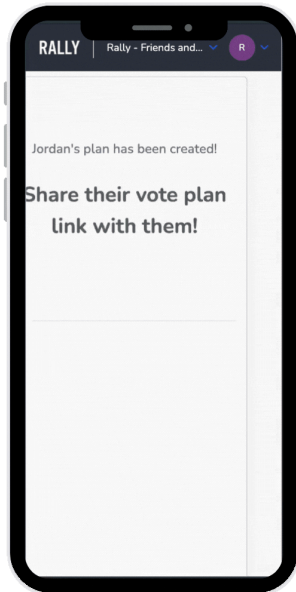 RALLY
Rally - Friends and...
R
Jordan's plan has been created!
Share their vote plan
link with them!